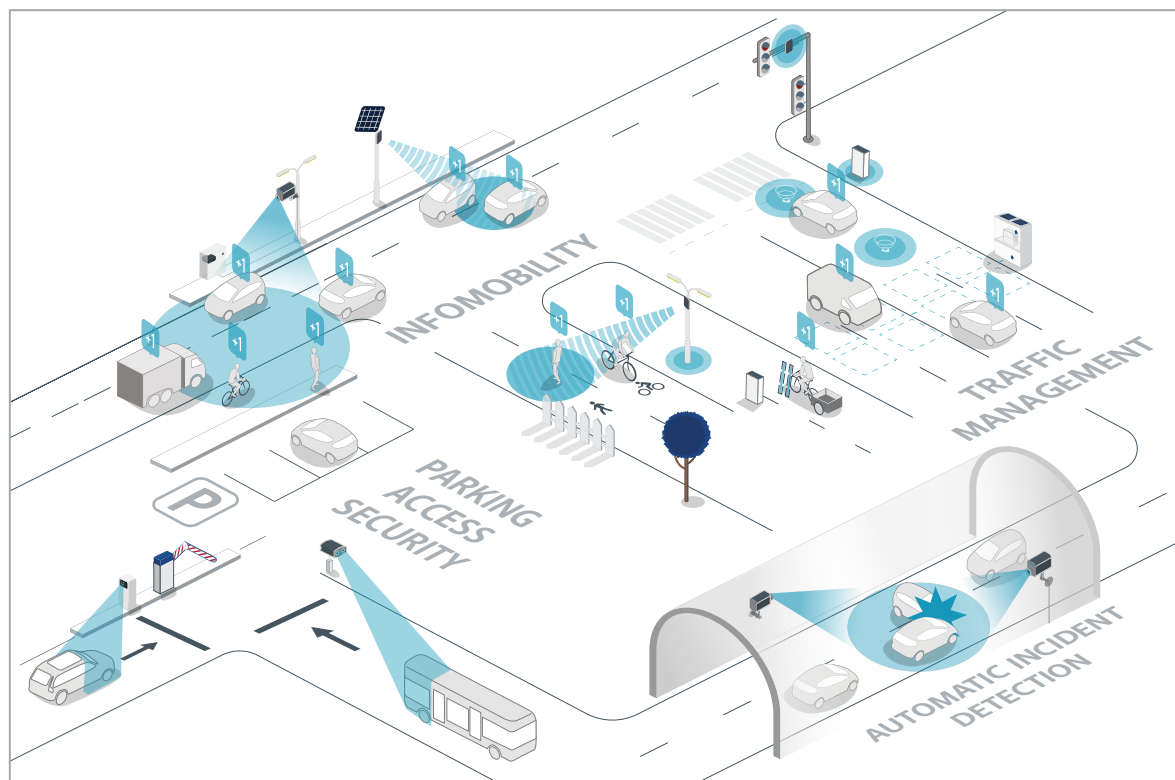 +1
+1
+1
+1
+1
+1
+1
INFOMOBILITY
+1
+1
+1
+1
+1
+1
TRAFFIC
MANAGEMENT
P
PARKING
ACCESS
SECURITY
AUTOMATIC INCIDENT
DETECTION